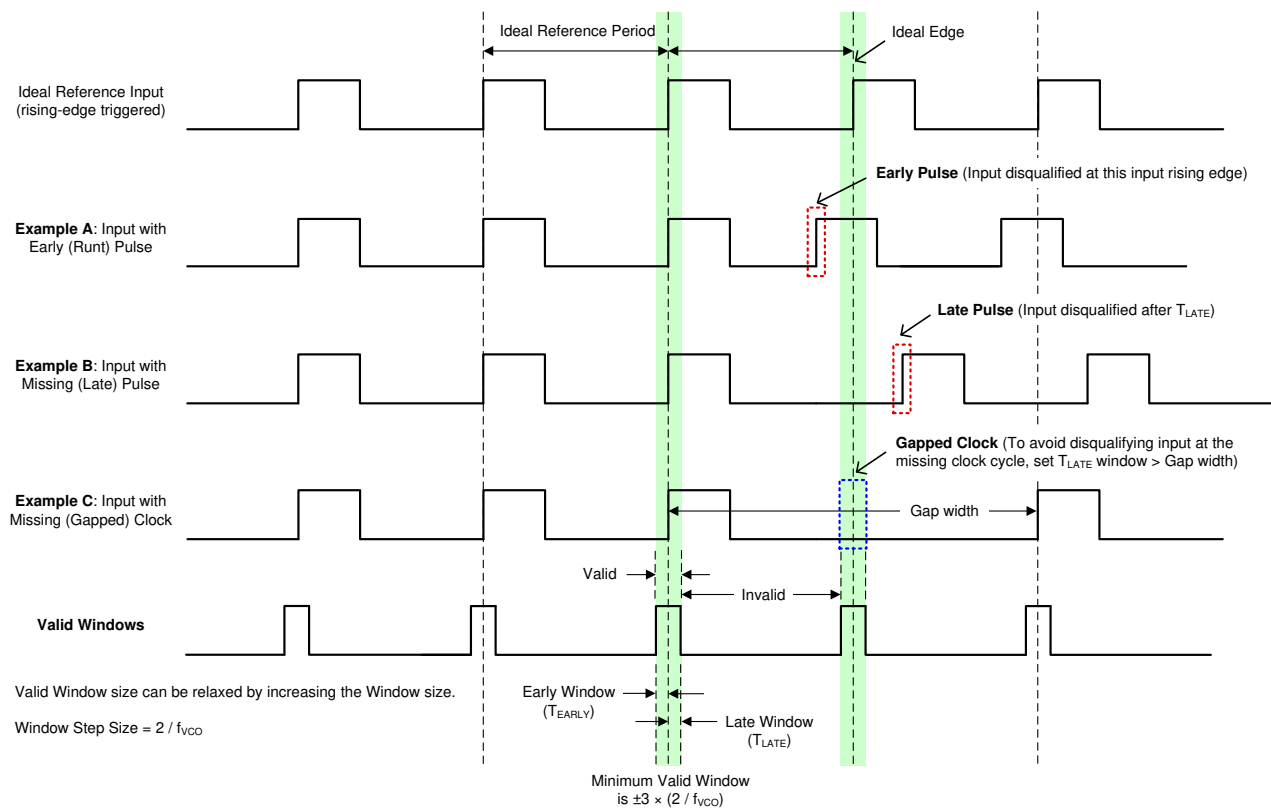 Ideal Reference Period
Ideal Edge
Ideal Reference Input
(rising-edge triggered)
Early Pulse (Input disqualified at this input rising edge)
Example A: Input with
Early (Runt) Pulse
Late Pulse (Input disqualified after TLATE)
Example B: Input with
Missing (Late) Pulse
Gapped Clock (To avoid disqualifying input at the
missing clock cycle, set TLATE window > Gap width)
Example C: Input with
Missing (Gapped) Clock
Gap width
Valid
Invalid
Valid Windows
Valid Window size can be relaxed by increasing the Window size.
Window Step Size = 2 / fVCO
Early Window
(TEARLY)
Late Window
(TLATE)
Minimum Valid Window
is ±3 × (2 / fVCO)